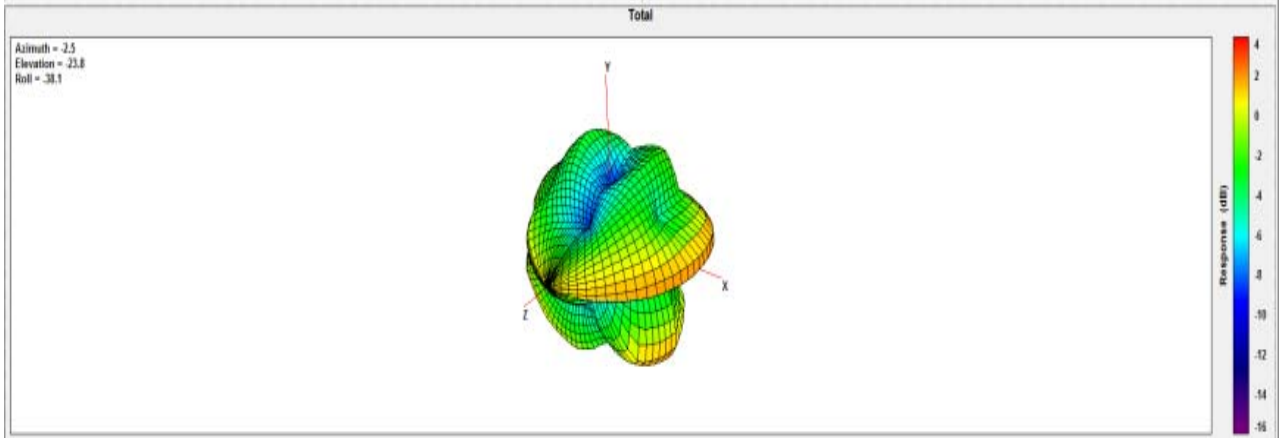 Total
Azimuth = -2.5
Elevation = -23.8
Roll = -38.1
Y
X
Z
4
2
0
-2
-4
-6
-8
-10
-12
-14
-16
Response (dB)